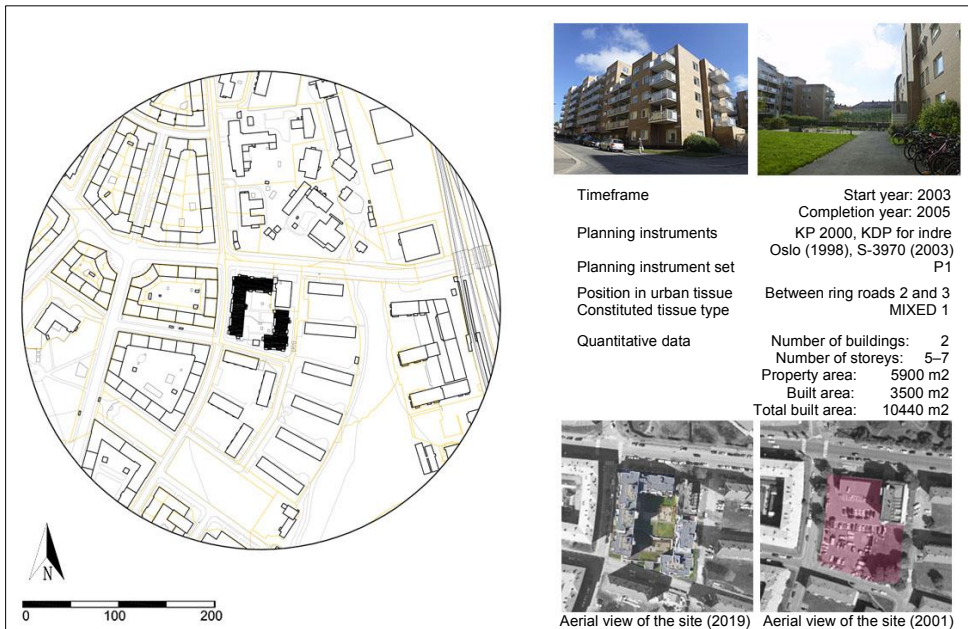 Timeframe Start year: 2003
Completion year: 2005
Planning instruments KP 2000, KDP for indre
Oslo (1998), S-3970 (2003)
Planning instrument set P1
Position in urban tissue Between ring roads 2 and 3
Constituted tissue type MIXED 1
Quantitative data Number of buildings: 2
Number of storeys: 5–7
Property area: 5900 m2
Built area: 3500 m2
Total built area: 10440 m2
N
0 100 200
Aerial view of the site (2019) Aerial view of the site (2001)